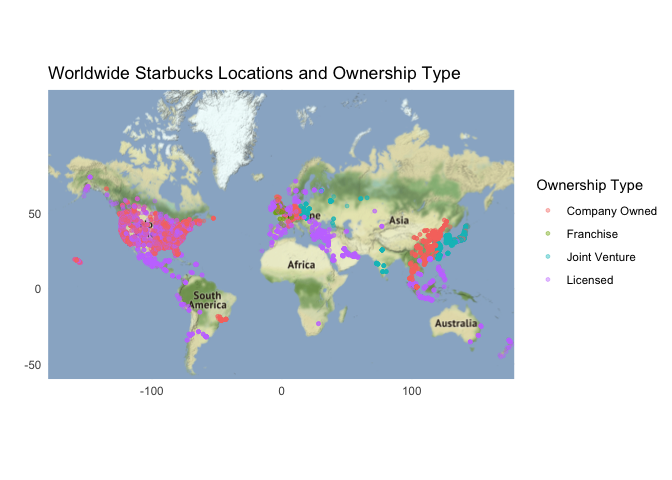 Worldwide Starbucks Locations and Ownership Type
Ownership Type
Company Owned
Franchise
Joint Venture
Licensed
Asia
Africa
South
America
Australia
50
0
-50
-100
0
100